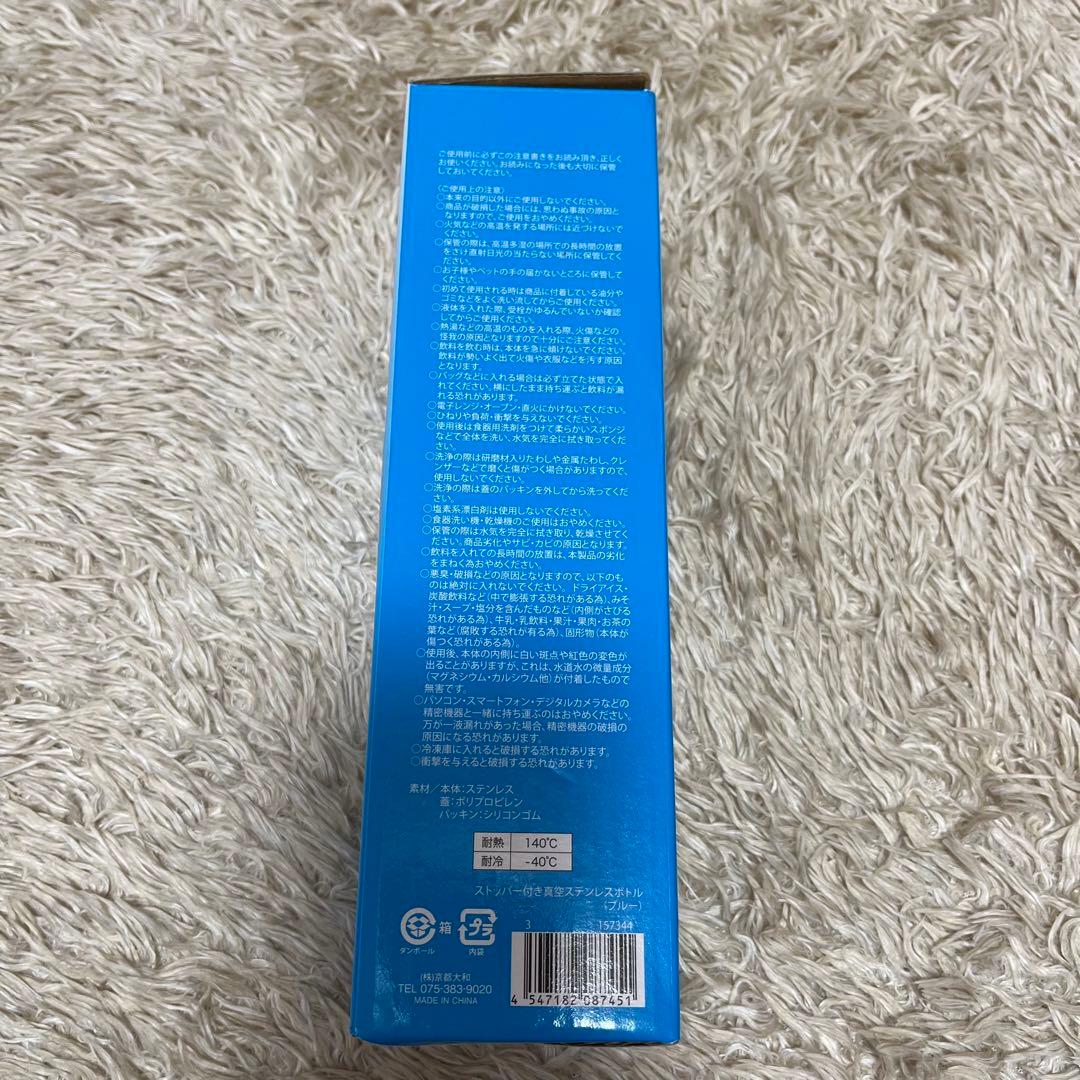 ご使用前に必ずこの注意書きをお読み頂き、正しく
お使いください。お読みになった後も大切に保管
しておいてください。
〈ご使用上の注意〉
○本来の目的以外にご使用しないでください。
○商品が破損した場合には、思わぬ事故の原因と
なりますので、ご使用をおやめください。
○火気などの高温を発する場所には近づけないで
ください。
○保管の際は、高温多湿の場所での長時間の放置
をさけ直射日光の当たらない場所に保管してく
ださい。
○お子様やペットの手の届かないところに保管して
ください。
○初めて使用される時は商品に付着している油分や
ゴミなどをよく洗い流してからご使用ください。
○液体を入れた際、受栓がゆるんでいないか確認
してからご使用ください。
○熱湯などの高温のものを入れる際、火傷などの
怪我の原因となりますので十分にご注意ください。
○飲料を飲む時は、本体を急に傾けないでください。
飲料が勢いよく出て火傷や衣服などを汚す原因
となります。
○バッグなどに入れる場合は必ず立てた状態で入
れてください。横にしたまま持ち運ぶと飲料が漏
れる恐れがあります。
○電子レンジ・オーブン・直火にかけないでください。
○ひねりや負荷・衝撃を与えないでください。
○使用後は食器用洗剤をつけて柔らかいスポンジ
などで全体を洗い、水気を完全に拭き取ってくだ
さい。
○洗浄の際は研磨材入りたわしや金属たわし、クレ
ンザーなどで磨くと傷がつく場合がありますので、
使用しないでください。
○洗浄の際は蓋のパッキンを外してから洗ってくだ
さい。
○塩素系漂白剤は使用しないでください。
○食器洗い機・乾燥機のご使用はおやめください。
○保管の際は水気を完全に拭き取り、乾燥させてく
ださい。商品劣化やサビ・カビの原因となります。
○飲料を入れての長時間の放置は、本製品の劣化
をまねく為おやめください。
○悪臭・破損などの原因となりますので、以下のも
のは絶対に入れないでください。ドライアイス・
炭酸飲料など(中で膨張する恐れがある為)、みそ
汁・スープ・塩分を含んだものなど(内側がさびる
恐れがある為)、牛乳・乳飲料・果汁・果肉・お茶の
葉など(腐敗する恐れが有る為)、固形物(本体が
傷つく恐れがある為)。
○使用後、本体の内側に白い斑点や紅色の変色が
出ることがありますが、これは、水道水の微量成分
(マグネシウム・カルシウム他)が付着したもので
無害です。
○パソコン・スマートフォン・デジタルカメラなどの
精密機器と一緒に持ち運ぶのはおやめください。
万が一液漏れがあった場合、精密機器の破損の
原因になる恐れがあります。
○冷凍庫に入れると破損する恐れがあります。
○衝撃を与えると破損する恐れがあります。
素材/本体:ステンレス
蓋:ポリプロピレン
パッキン:シリコンゴム
耐熱 140℃
耐冷 -40℃
ストッパー付き真空ステンレスボトル
(ブルー)
3 157344
箱 プラ
ダンボール 内袋
(株)京都大和
TEL 075-383-9020
MADE IN CHINA
4 547182 087451